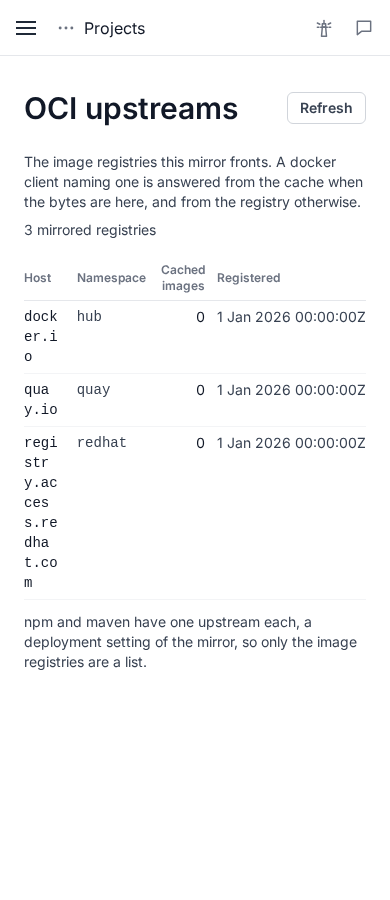 Projects
OCI upstreams
Refresh
The image registries this mirror fronts. A docker
client naming one is answered from the cache when
the bytes are here, and from the registry otherwise.
3 mirrored registries
Host Namespace Cached images Registered
dock
er.i
o
hub 0 1 Jan 2026 00:00:00Z
qua
y.io
quay 0 1 Jan 2026 00:00:00Z
regi
str
y.ac
ces
s.re
dha
t.co
m
redhat 0 1 Jan 2026 00:00:00Z
npm and maven have one upstream each, a
deployment setting of the mirror, so only the image
registries are a list.